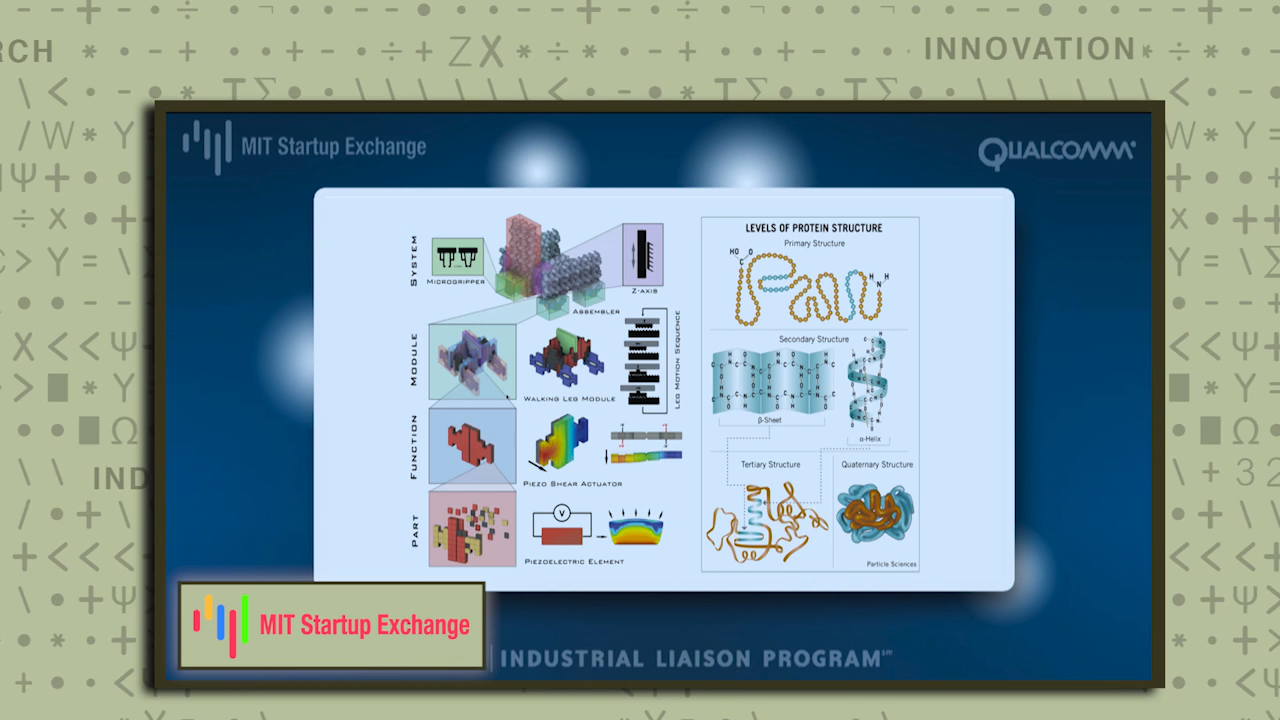 RCH
INNOVATION
MIT Startup Exchange
QUALCOMM
SYSTEM
MICROGRIPPER
Z-AXIS
ASSEMBLER
MODULE
WALKING LEG MODULE
LEG MOTION SEQUENCE
FUNCTION
PIEZO SHEAR ACTUATOR
PART
V
PIEZOELECTRIC ELEMENT
LEVELS OF PROTEIN STRUCTURE
Primary Structure
HO O
C
H H
N
Secondary Structure
β-Sheet
α-Helix
Tertiary Structure
Quaternary Structure
Particle Sciences
IND
MIT Startup Exchange
INDUSTRIAL LIAISON PROGRAM℠